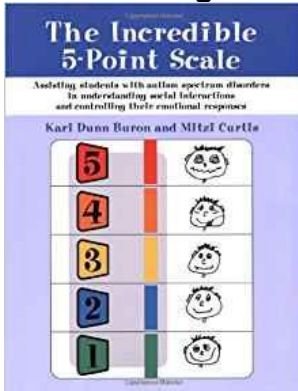 The Incredible
5-Point Scale
Assisting students with autism spectrum disorders
in understanding social interactions
and controlling their emotional responses
Kari Dunn Buron and Mitzi Curtis
5
4
3
2
1